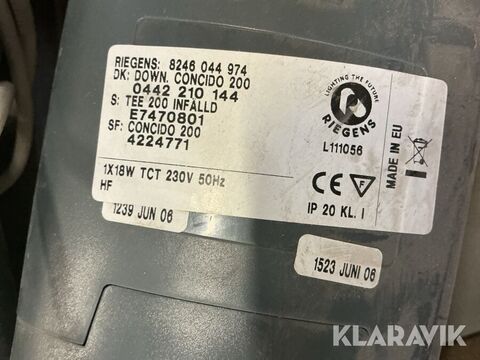 RIEGENS: 8246 044 974
DK: DOWN. CONCIDO 200
0442 210 144
S: TEE 200 INFÄLLD
E7470801
SF: CONCIDO 200
4224771
1X18W TCT 230V 50Hz
HF
LIGHTING THE FUTURE
RIEGENS
L111056
CE F
IP 20 KL. I
MADE IN EU
1239 JUN 06
1523 JUNI 06
KLARAVIK